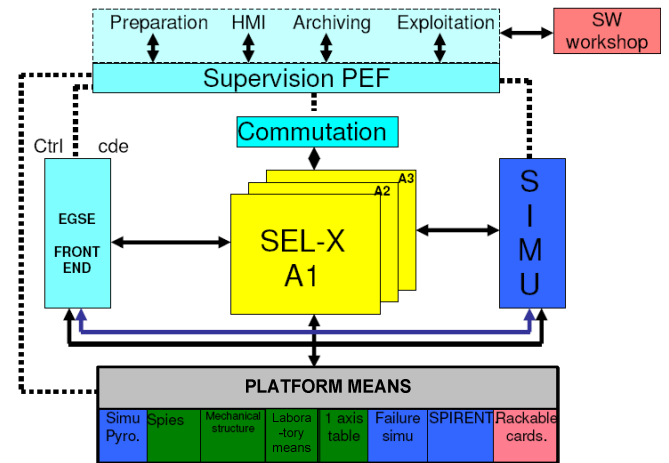 Preparation HMI Archiving Exploitation
SW
workshop
Supervision PEF
Commutation
Ctrl cde
A3
A2
EGSE
FRONT
END
SEL-X
A1
S
I
M
U
PLATFORM MEANS
Simu
Pyro.
Spies
Mechanical
structure
Labora
-tory
means
1 axis
table
Failure
simu
SPIRENT.
Rackable
cards.